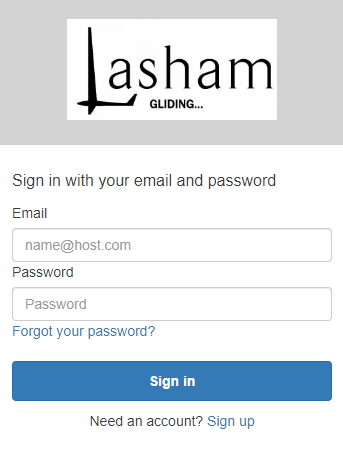 Lasham
GLIDING...
Sign in with your email and password
Email
name@host.com
Password
Password
Forgot your password?
Sign in
Need an account? Sign up